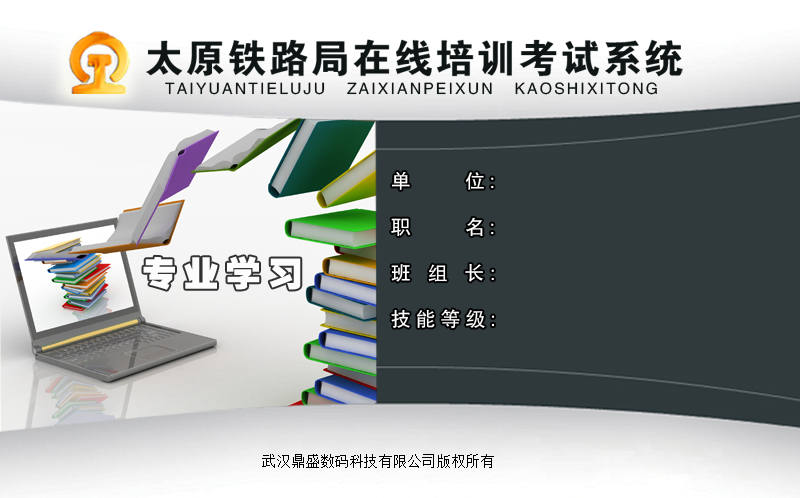 太原铁路局在线培训考试系统
TAIYUANTIELUJU ZAIXIANPEIXUN KAOSHIXITONG
专业学习
单 位:
职 名:
班 组 长:
技能等级:
武汉鼎盛数码科技有限公司版权所有